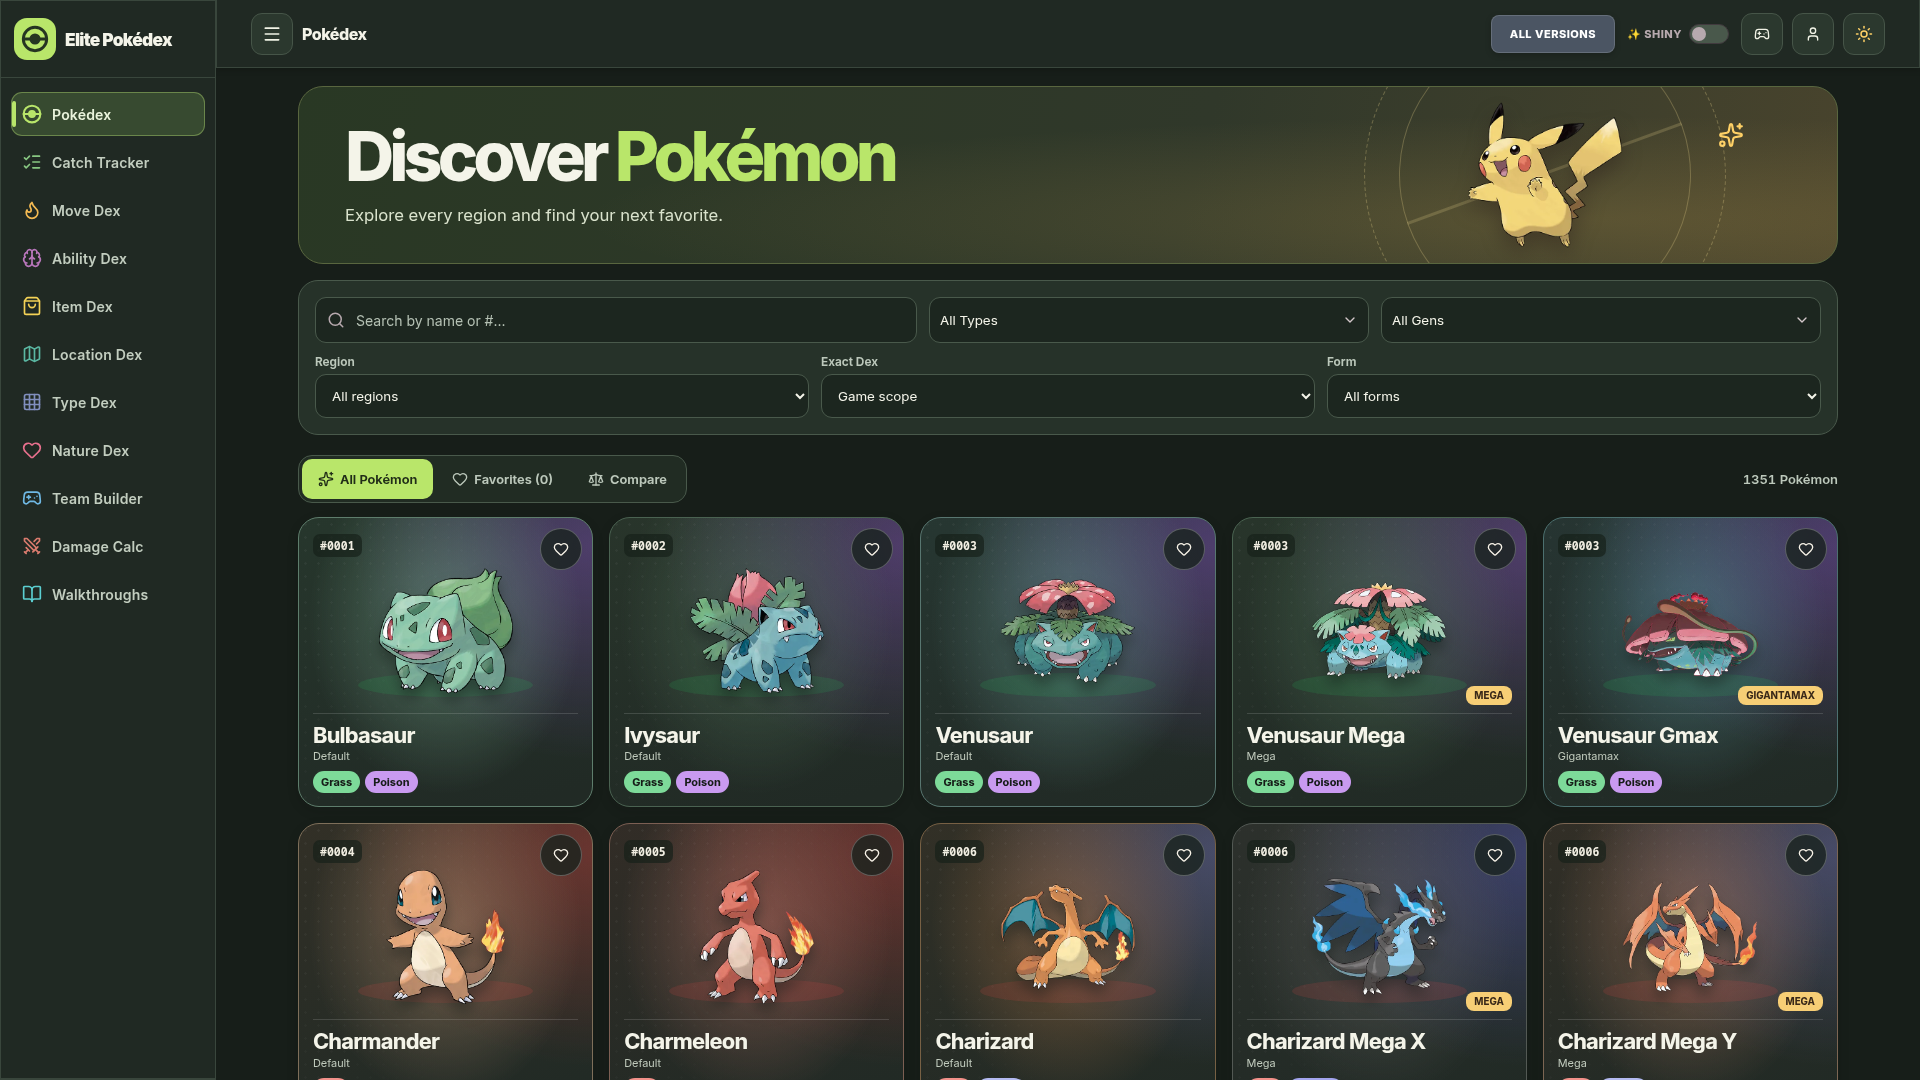 Elite Pokédex
Pokédex
Catch Tracker
Move Dex
Ability Dex
Item Dex
Location Dex
Type Dex
Nature Dex
Team Builder
Damage Calc
Walkthroughs
Pokédex
ALL VERSIONS
✨ SHINY
Discover Pokémon
Explore every region and find your next favorite.
Search by name or #...
All Types
All Gens
Region
Exact Dex
Form
All regions
Game scope
All forms
All Pokémon
Favorites (0)
Compare
1351 Pokémon
#0001
Bulbasaur
Default
Grass Poison
#0002
Ivysaur
Default
Grass Poison
#0003
Venusaur
Default
Grass Poison
#0003
MEGA
Venusaur Mega
Mega
Grass Poison
#0003
GIGANTAMAX
Venusaur Gmax
Gigantamax
Grass Poison
#0004
Charmander
Default
#0005
Charmeleon
Default
#0006
Charizard
Default
#0006
MEGA
Charizard Mega X
Mega
#0006
MEGA
Charizard Mega Y
Mega